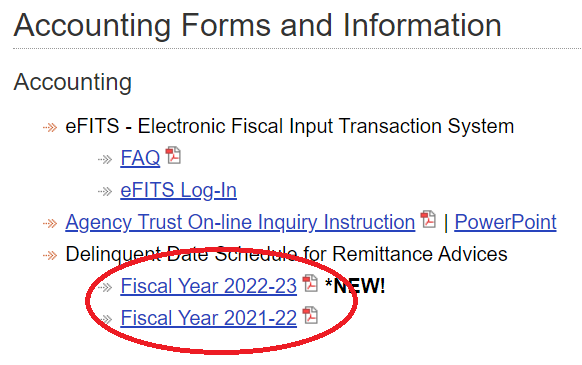 Accounting Forms and Information
Accounting
eFITS - Electronic Fiscal Input Transaction System
FAQ
eFITS Log-In
Agency Trust On-line Inquiry Instruction | PowerPoint
Delinquent Date Schedule for Remittance Advices
Fiscal Year 2022-23 *NEW!
Fiscal Year 2021-22